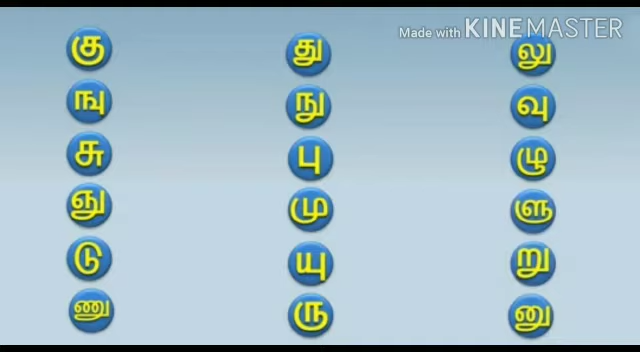 Made with KINEMASTER
கு து லு
ஙு நு வு
சு பு ழு
ஞு மு ளு
டு யு று
ணு ரு னு